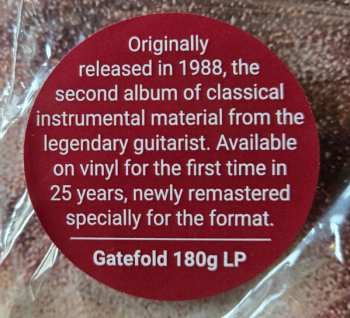 Originally
released in 1988, the
second album of classical
instrumental material from the
legendary guitarist. Available
on vinyl for the first time in
25 years, newly remastered
specially for the format.
Gatefold 180g LP